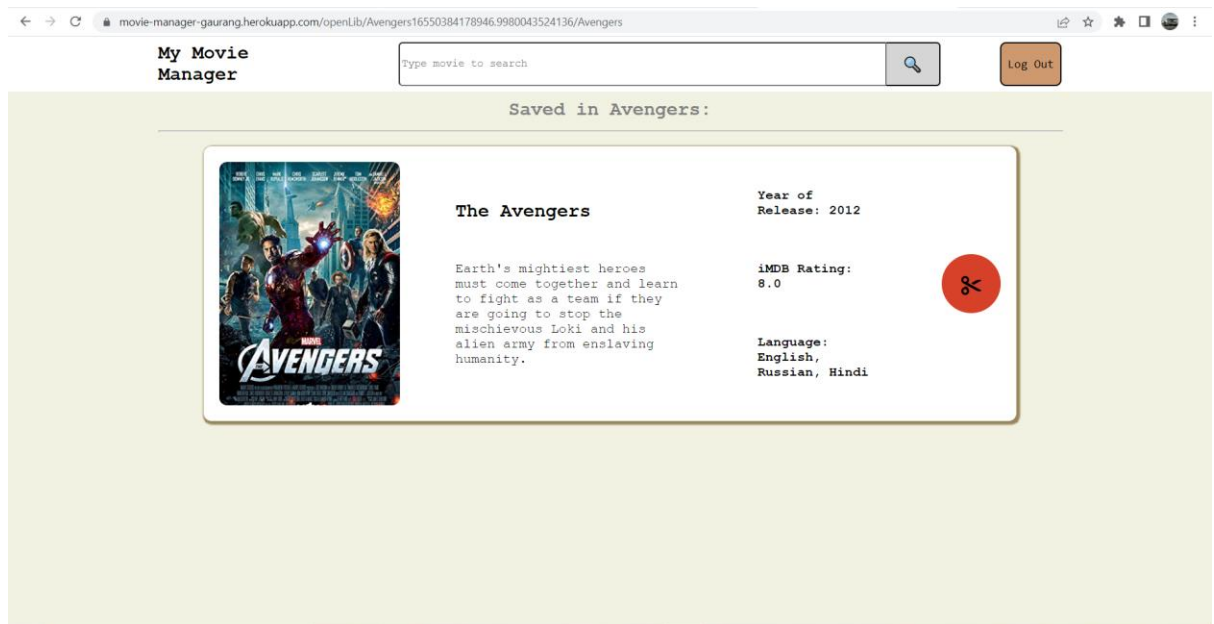 movie-manager-gaurang.herokuapp.com/openLib/Avengers16550384178946.9980043524136/Avengers
My Movie
Manager
Type movie to search
Log Out
Saved in Avengers:
MARVEL
AVENGERS
The Avengers
Earth's mightiest heroes
must come together and learn
to fight as a team if they
are going to stop the
mischievous Loki and his
alien army from enslaving
humanity.
Year of
Release: 2012
iMDB Rating:
8.0
Language:
English,
Russian, Hindi